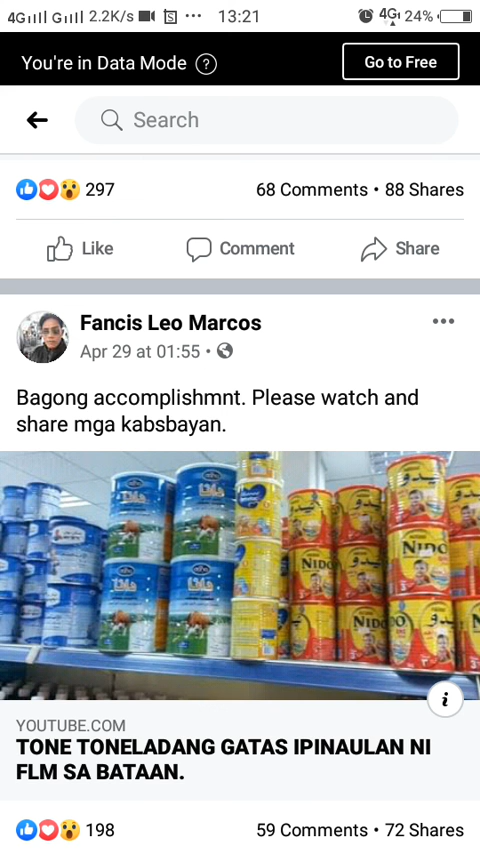 4G G 2.2K/s S ... 13:21 4G 24%
You're in Data Mode ? Go to Free
Search
297 68 Comments • 88 Shares
Like Comment Share
Fancis Leo Marcos
Apr 29 at 01:55 •
Bagong accomplishmnt. Please watch and
share mga kabsbayan.
NIDO NIDO
NIDO
YOUTUBE.COM
TONE TONELADANG GATAS IPINAULAN NI
FLM SA BATAAN.
198 59 Comments • 72 Shares